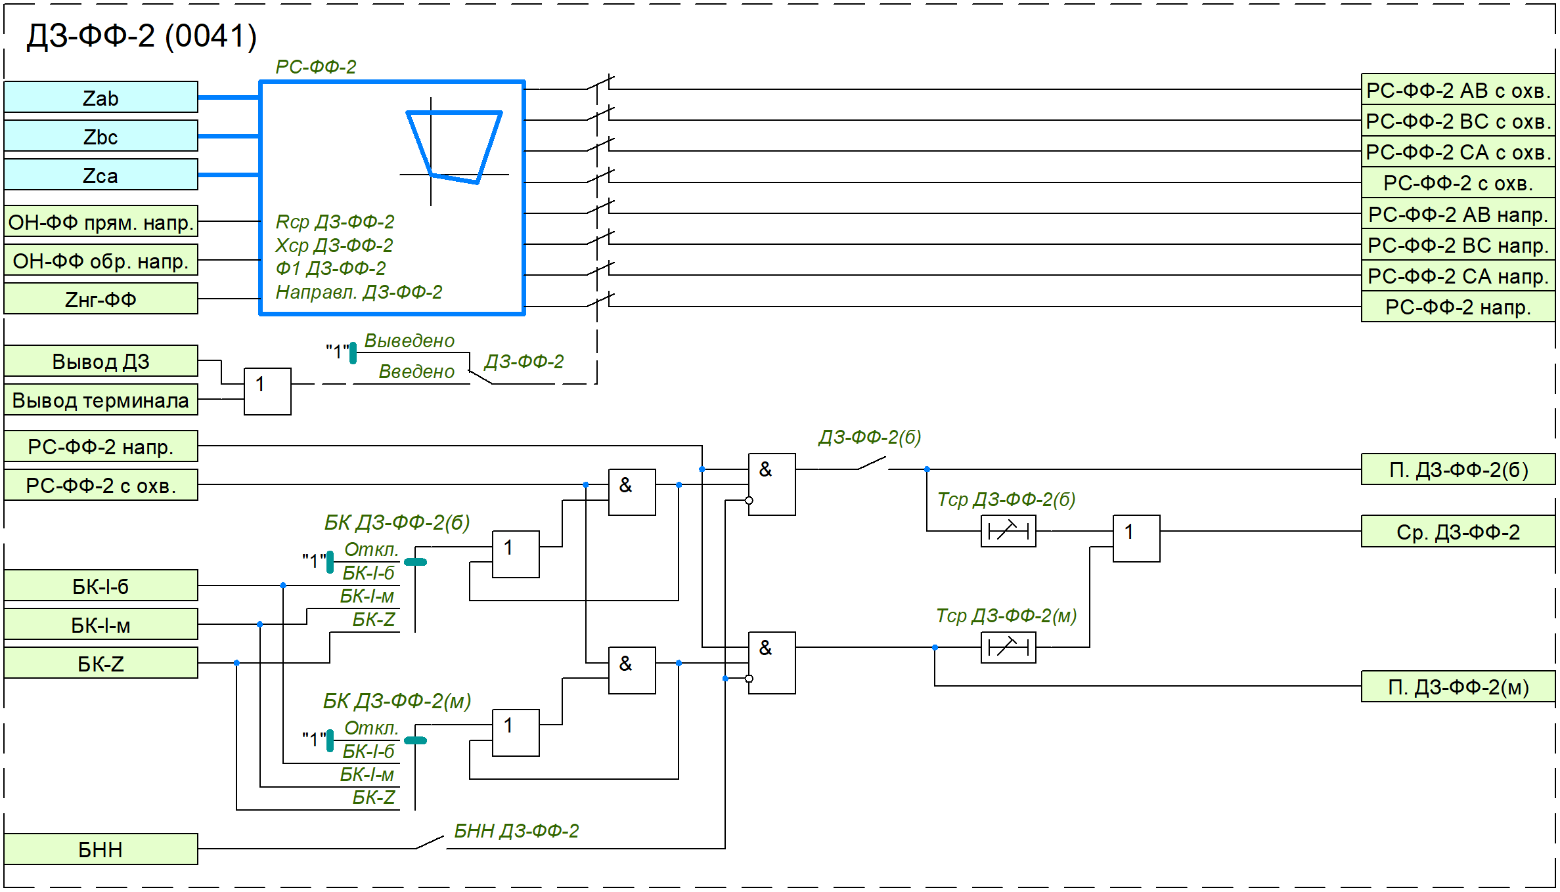 ДЗ-ФФ-2 (0041)
РС-ФФ-2
Zab
Zbc
Zca
ОН-ФФ прям. напр.
ОН-ФФ обр. напр.
Zнг-ФФ
Rср ДЗ-ФФ-2
Xср ДЗ-ФФ-2
Ф1 ДЗ-ФФ-2
Направл. ДЗ-ФФ-2
РС-ФФ-2 АВ с охв.
РС-ФФ-2 ВС с охв.
РС-ФФ-2 СА с охв.
РС-ФФ-2 с охв.
РС-ФФ-2 АВ напр.
РС-ФФ-2 ВС напр.
РС-ФФ-2 СА напр.
РС-ФФ-2 напр.
Вывод ДЗ
Вывод терминала
1
"1"
Выведено
Введено
ДЗ-ФФ-2
РС-ФФ-2 напр.
РС-ФФ-2 с охв.
&
&
ДЗ-ФФ-2(б)
П. ДЗ-ФФ-2(б)
Тср ДЗ-ФФ-2(б)
1
Ср. ДЗ-ФФ-2
БК ДЗ-ФФ-2(б)
"1"
Откл.
БК-I-б
БК-I-м
БК-Z
1
БК-I-б
БК-I-м
БК-Z
&
&
Тср ДЗ-ФФ-2(м)
П. ДЗ-ФФ-2(м)
БК ДЗ-ФФ-2(м)
"1"
Откл.
БК-I-б
БК-I-м
БК-Z
1
БНН
БНН ДЗ-ФФ-2